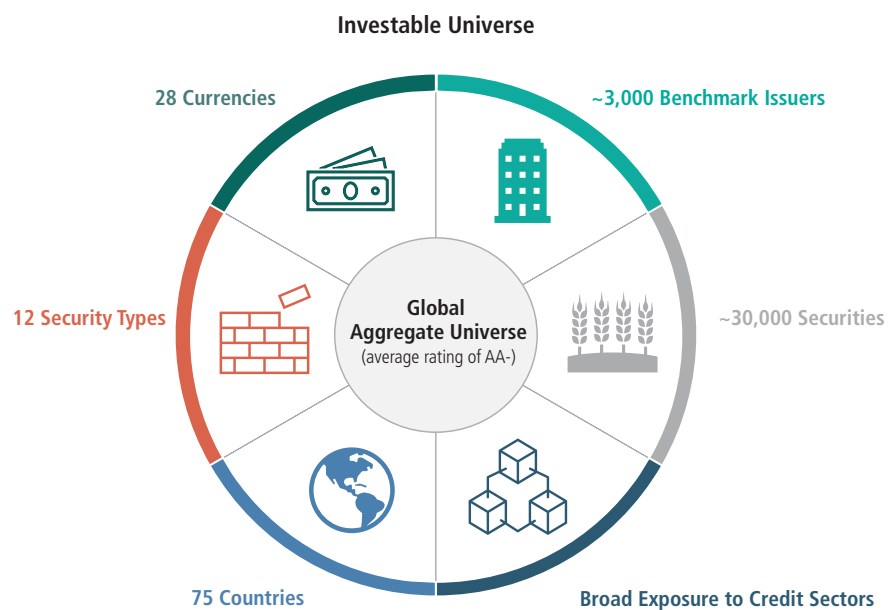 Investable Universe
28 Currencies
~3,000 Benchmark Issuers
12 Security Types
Global
Aggregate Universe
(average rating of AA-)
~30,000 Securities
75 Countries
Broad Exposure to Credit Sectors